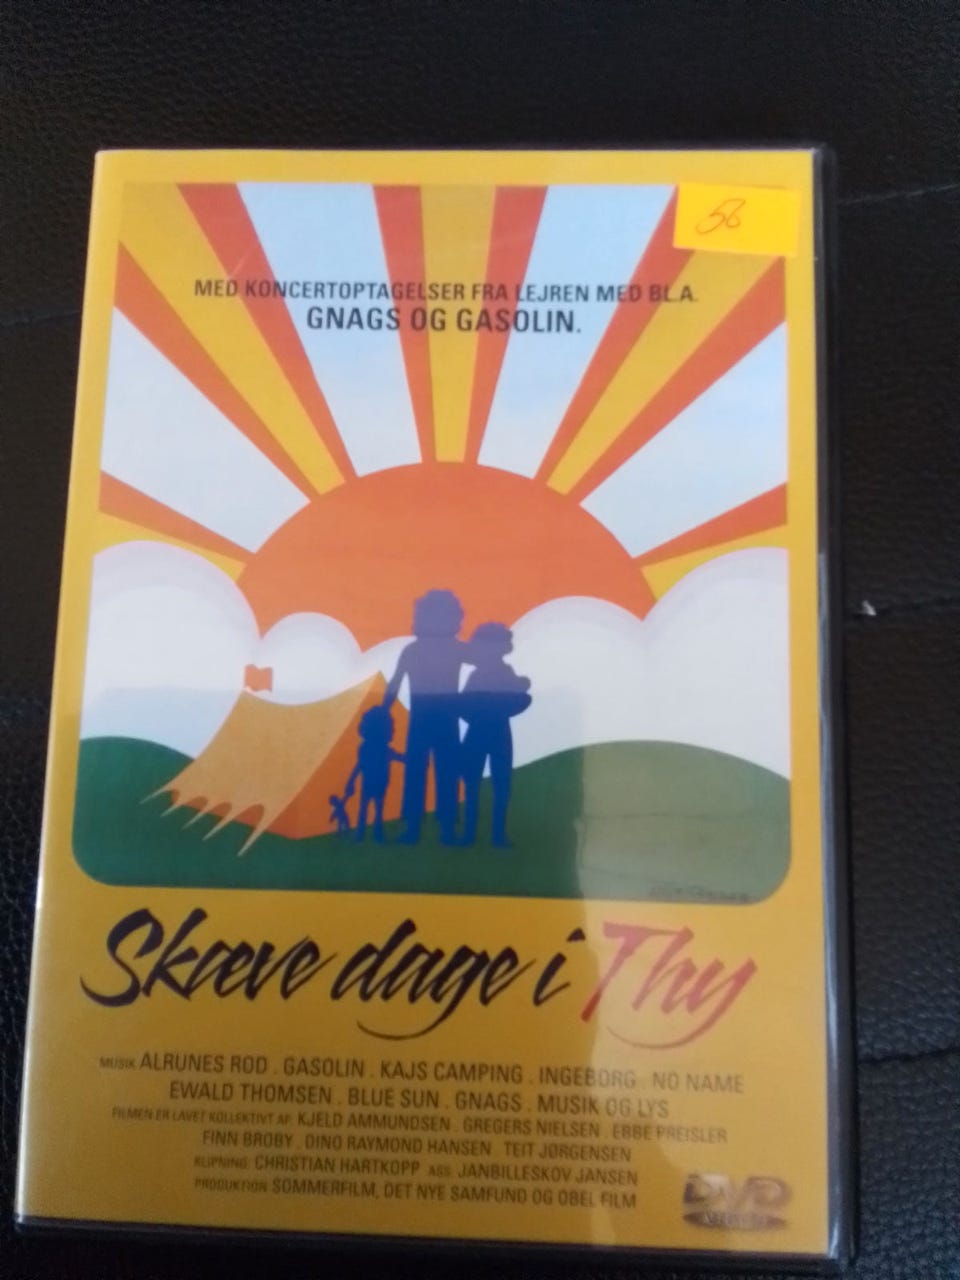 56
MED KONCERTOPTAGELSER FRA LEJREN MED BL.A.
GNAGS OG GASOLIN.
Skæve dage i Thy
MUSIK ALRUNES ROD . GASOLIN . KAJS CAMPING . INGEBORG . NO NAME
EWALD THOMSEN . BLUE SUN . GNAGS . MUSIK OG LYS
FILMEN ER LAVET KOLLEKTIVT AF: KJELD AMMUNDSEN . GREGERS NIELSEN . EBBE PREISLER
FINN BROBY . DINO RAYMOND HANSEN . TEIT JØRGENSEN
KLIPNING: CHRISTIAN HARTKOPP ASS: JANBILLESKOV JANSEN
PRODUKTION SOMMERFILM, DET NYE SAMFUND OG OBEL FILM
DVD